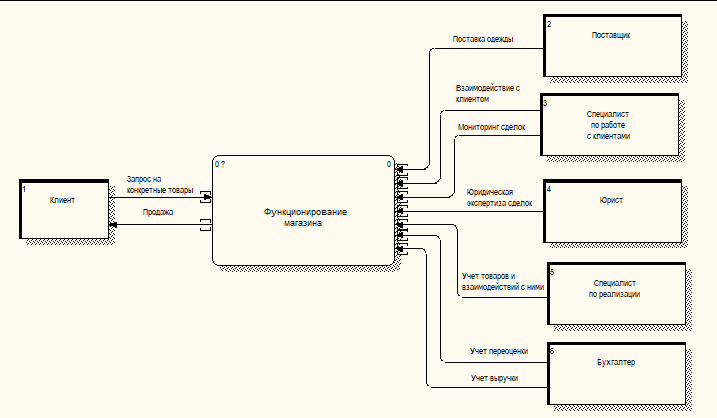 2
Поставщик
Поставка одежды
Взаимодействие с
клиентом
3
Специалист
по работе
с клиентами
Мониторинг сделок
0 ?
0
Функционирование
магазина
Запрос на
конкретные товары
Продажа
1
Клиент
Юридическая
экспертиза сделок
4
Юрист
Учет товаров и
взаимодействий с ними
5
Специалист
по реализации
Учет переоценки
Учет выручки
6
Бухгалтер